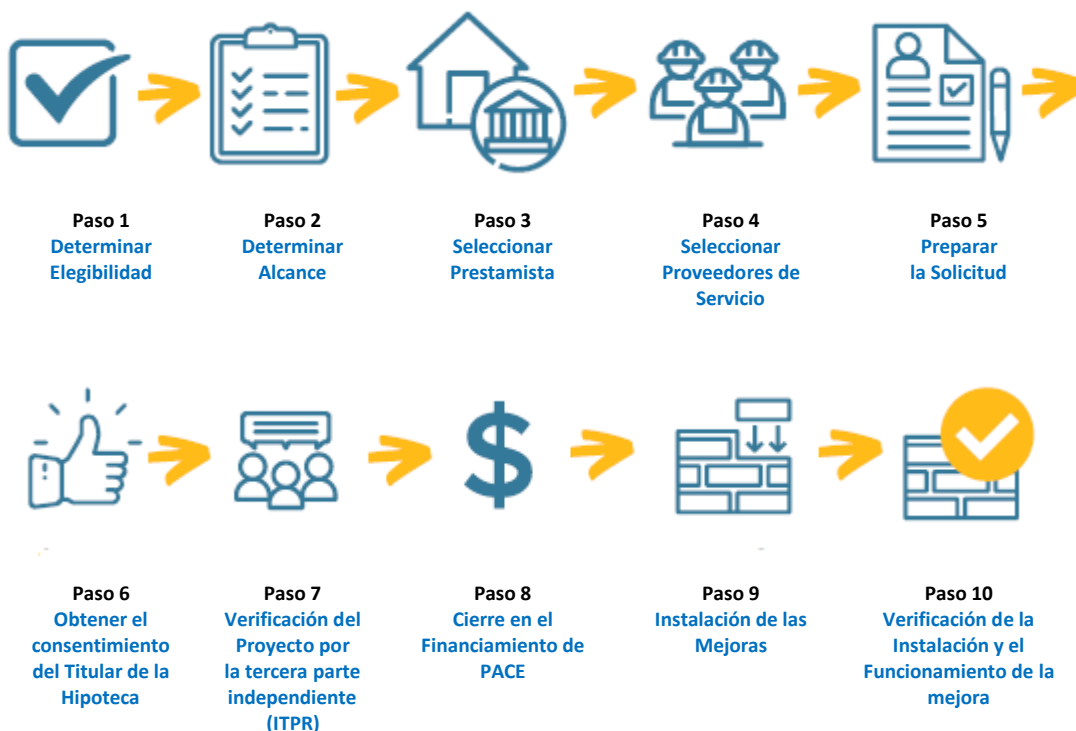 Paso 1
Determinar
Elegibilidad
Paso 2
Determinar
Alcance
Paso 3
Seleccionar
Prestamista
Paso 4
Seleccionar
Proveedores de
Servicio
Paso 5
Preparar
la Solicitud
Paso 6
Obtener el
consentimiento
del Titular de la
Hipoteca
Paso 7
Verificación del
Proyecto por
la tercera parte
independiente
(ITPR)
Paso 8
Cierre en el
Financiamiento de
PACE
Paso 9
Instalación de las
Mejoras
Paso 10
Verificación de la
Instalación y el
Funcionamiento de la
mejora